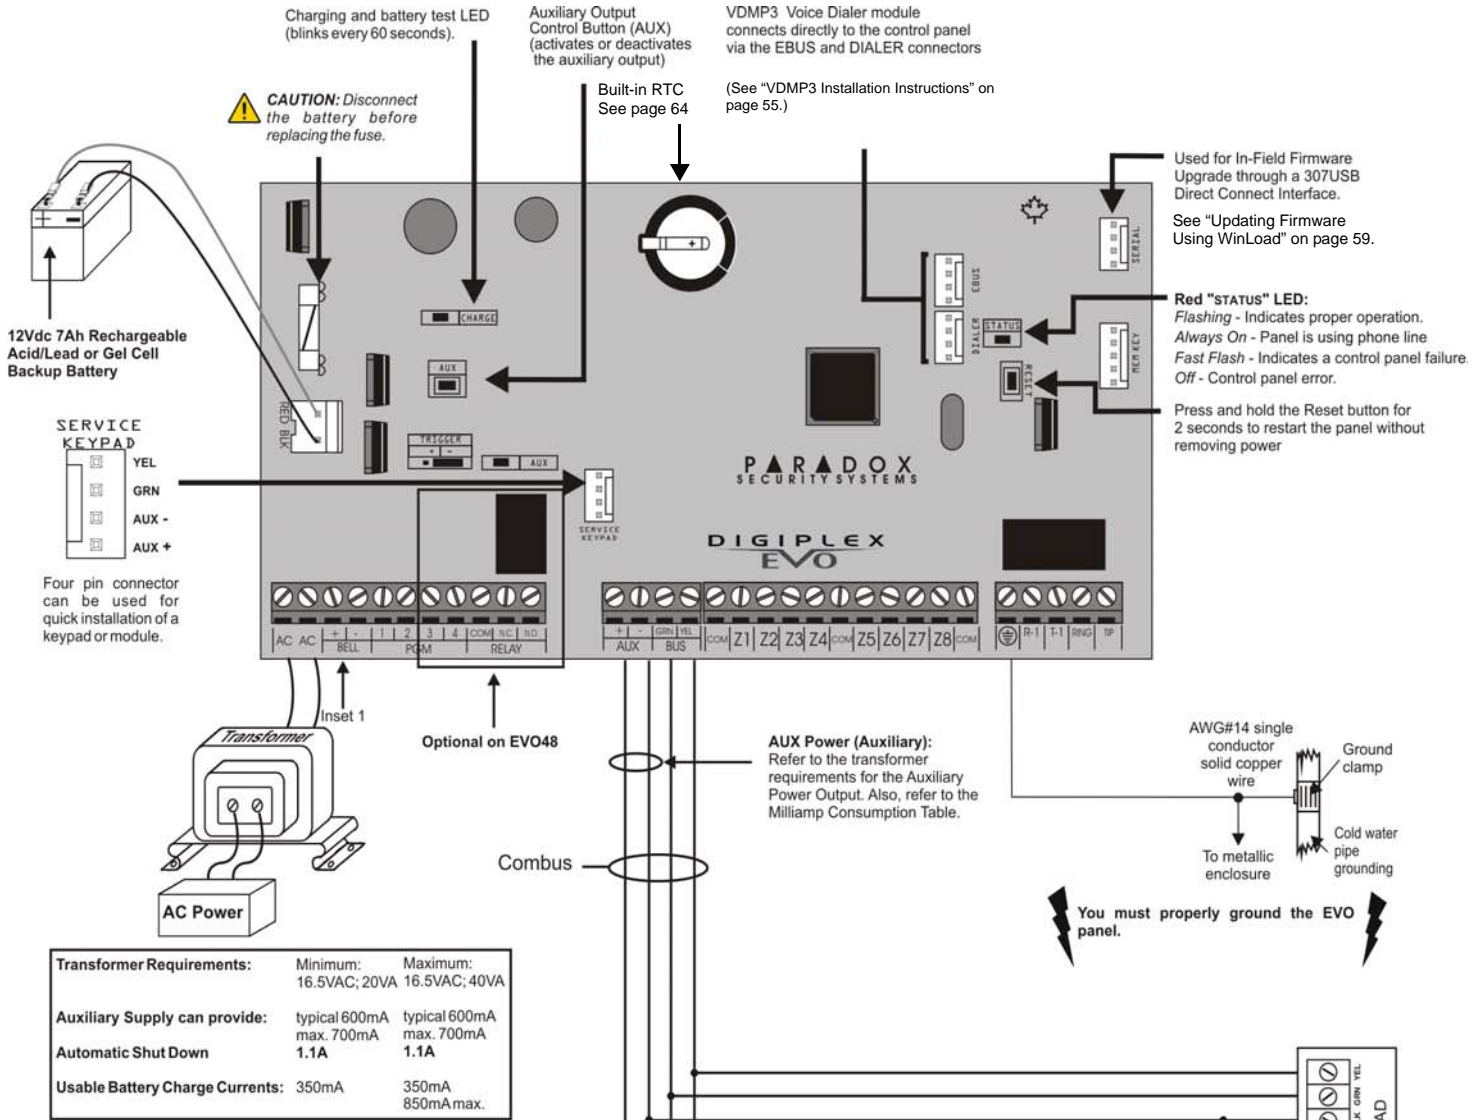 Charging and battery test LED
(blinks every 60 seconds).
Auxiliary Output
Control Button (AUX)
(activates or deactivates
the auxiliary output)
VDMP3 Voice Dialer module
connects directly to the control panel
via the EBUS and DIALER connectors
(See “VDMP3 Installation Instructions” on
page 55.)
Built-in RTC
See page 64
CAUTION: Disconnect
the battery before
replacing the fuse.
Used for In-Field Firmware
Upgrade through a 307USB
Direct Connect Interface.
See “Updating Firmware
Using WinLoad” on page 59.
Red "STATUS" LED:
Flashing - Indicates proper operation.
Always On - Panel is using phone line
Fast Flash - Indicates a control panel failure.
Off - Control panel error.
Press and hold the Reset button for
2 seconds to restart the panel without
removing power
+ -
12Vdc 7Ah Rechargeable
Acid/Lead or Gel Cell
Backup Battery
SERVICE
KEYPAD
YEL
GRN
AUX -
AUX +
Four pin connector
can be used for
quick installation of a
keypad or module.
+
SERIAL
EBUS
DIALER
STATUS
MEM KEY
RESET
CHARGE
AUX
RED BLK
TRIGGER
+ -
AUX
SERVICE
KEYPAD
PARADOX
SECURITY SYSTEMS
DIGIPLEX
EVO
AC AC + - 1 2 3 4 COM N.C. N.O.
BELL PGM RELAY
+ - GRN YEL
AUX BUS
COM Z1 Z2 Z3 Z4 COM Z5 Z6 Z7 Z8 COM
R-1 T-1 RING TIP
Inset 1
Optional on EVO48
Transformer
AC Power
AUX Power (Auxiliary):
Refer to the transformer
requirements for the Auxiliary
Power Output. Also, refer to the
Milliamp Consumption Table.
Combus
AWG#14 single
conductor
solid copper
wire
Ground
clamp
To metallic
enclosure
Cold water
pipe
grounding
You must properly ground the EVO
panel.
Transformer Requirements: Minimum: Maximum:
16.5VAC; 20VA 16.5VAC; 40VA
Auxiliary Supply can provide: typical 600mA typical 600mA
max. 700mA max. 700mA
Automatic Shut Down 1.1A 1.1A
Usable Battery Charge Currents: 350mA 350mA
850mA max.
YEL
GRN